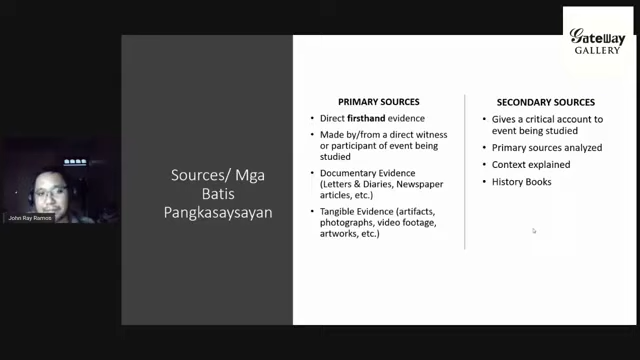 gateway
GALLERY
PRIMARY SOURCES
• Direct firsthand evidence
• Made by/from a direct witness
or participant of event being
studied
• Documentary Evidence
(Letters & Diaries, Newspaper
articles, etc.)
• Tangible Evidence (artifacts,
photographs, video footage,
artworks, etc.)
SECONDARY SOURCES
• Gives a critical account to
event being studied
• Primary sources analyzed
• Context explained
• History Books
Sources/ Mga
Batis
Pangkasaysayan
John Ray Ramos